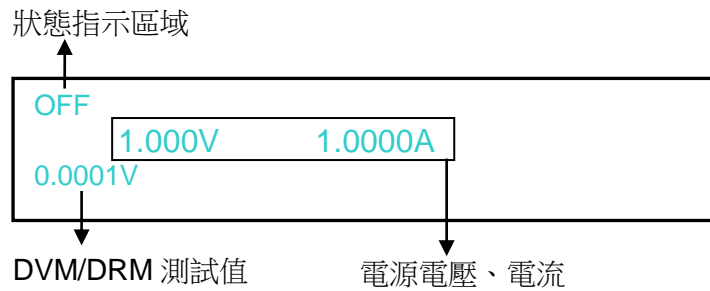 狀態指示區域
OFF
1.000V 1.0000A
0.0001V
DVM/DRM 測試值 電源電壓、電流